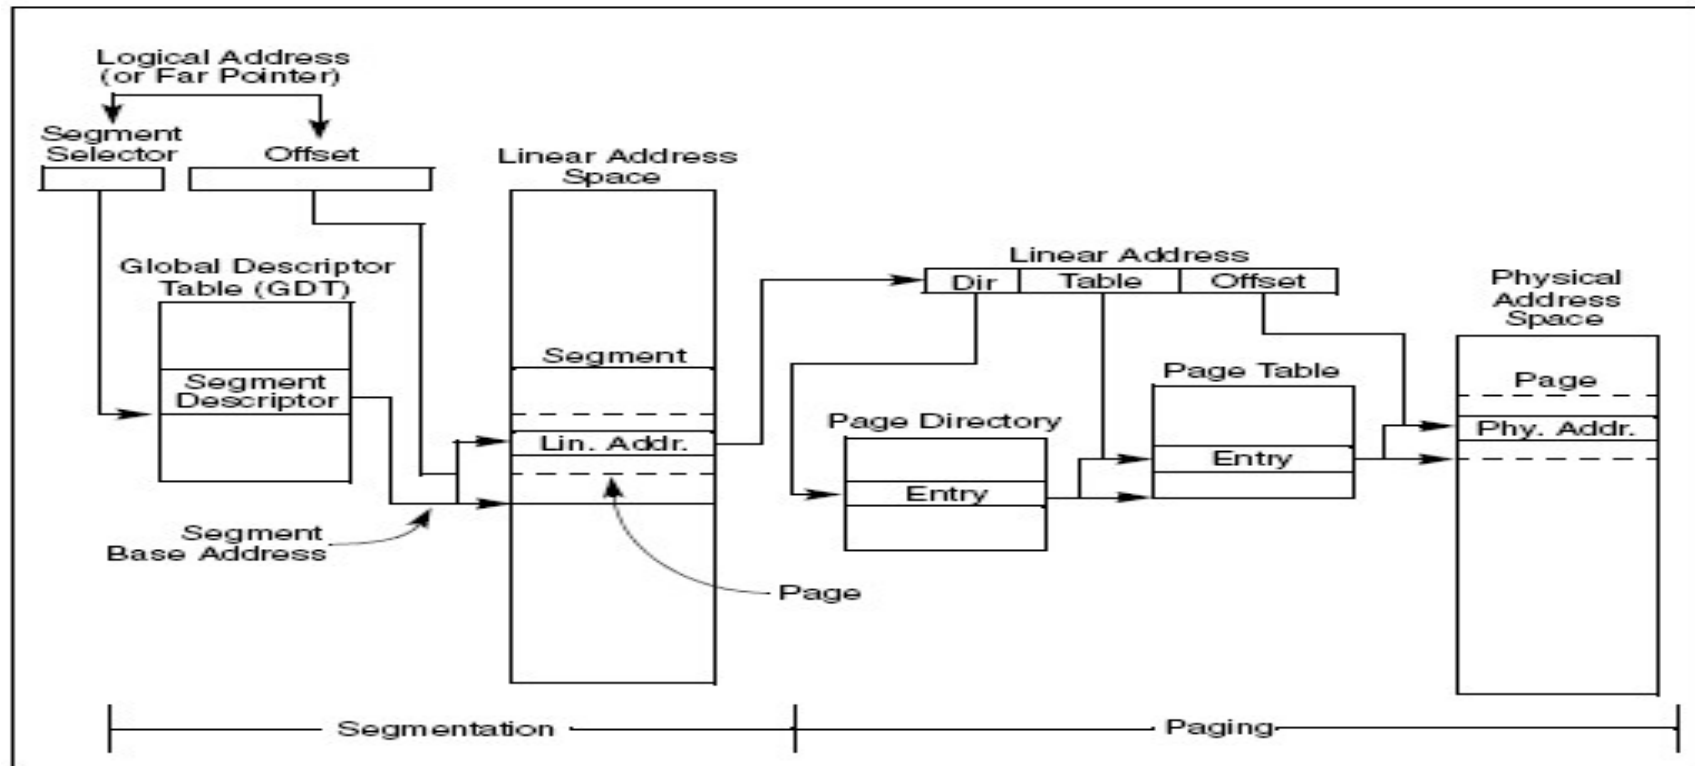 Logical Address
(or Far Pointer)
Segment
Selector
Offset
Linear Address
Space
Global Descriptor
Table (GDT)
Segment
Descriptor
Segment
Lin. Addr.
Segment
Base Address
Page
Linear Address
Dir
Table
Offset
Page Directory
Entry
Page Table
Entry
Physical
Address
Space
Page
Phy. Addr.
Segmentation
Paging